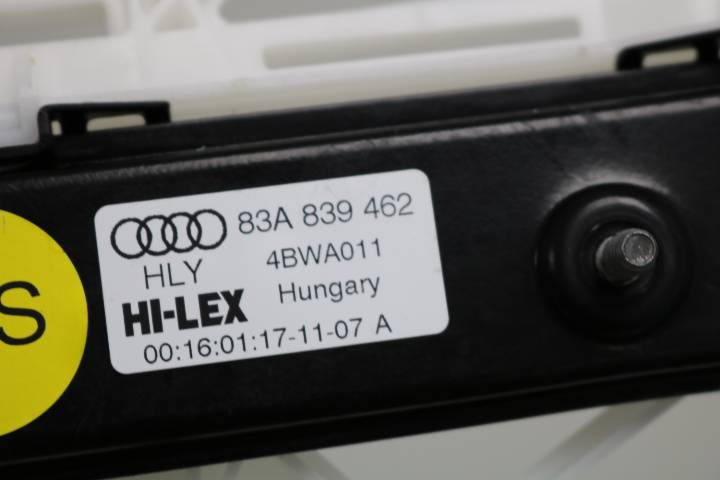 83A 839 462
HLY 4BWA011
HI-LEX Hungary
00:16:01:17-11-07 A
S